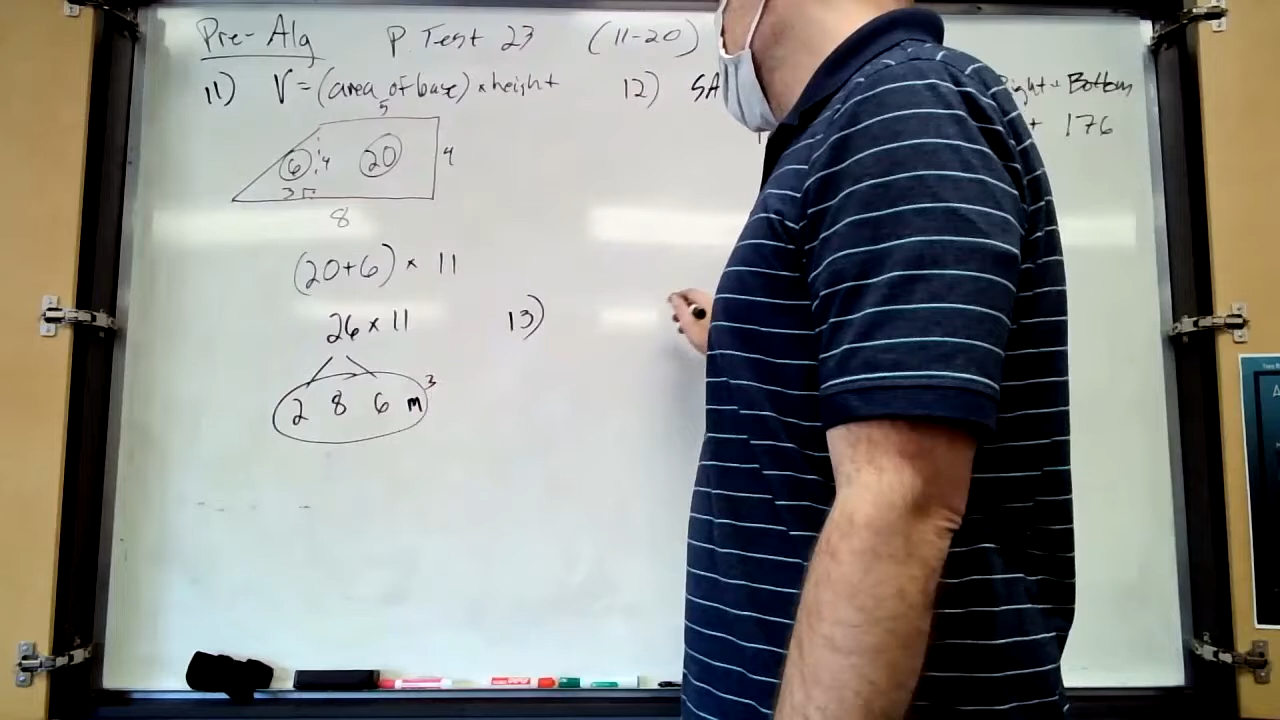 Pre-Alg P. Test 23 (11-20)
11) V = (area of base) × height
5
6 4 20 4
3
8
(20+6) × 11
26 × 11
2 8 6 m³
12) SA
Right + Bottom
+ 176
13)